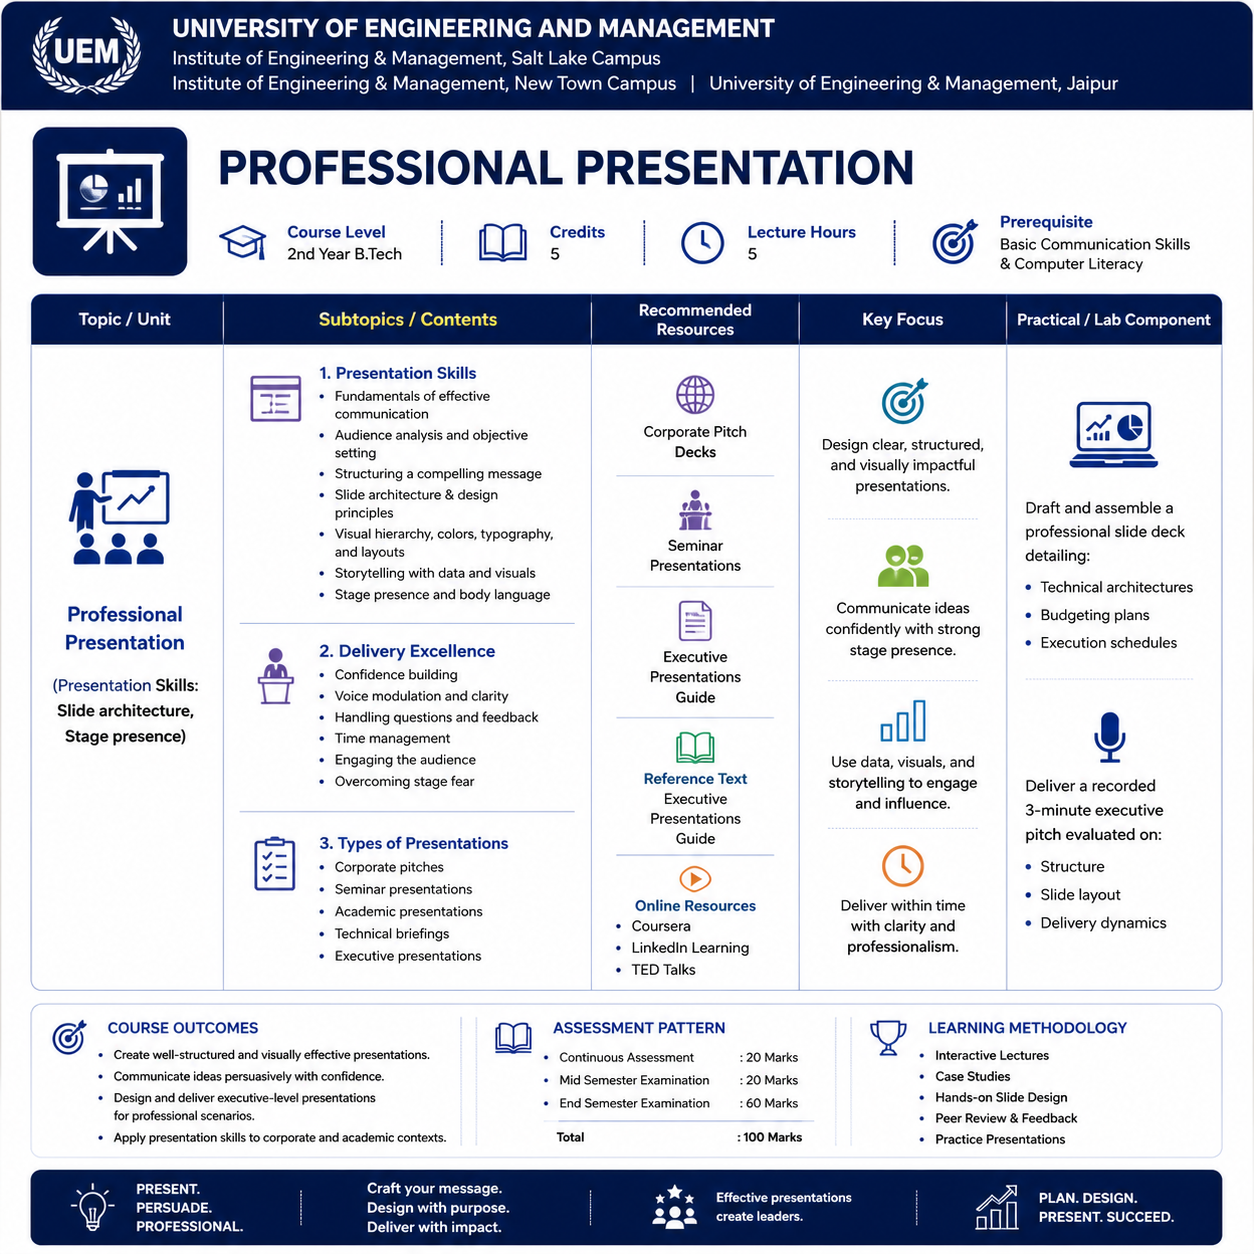 UEM
UNIVERSITY OF ENGINEERING AND MANAGEMENT
Institute of Engineering & Management, Salt Lake Campus
Institute of Engineering & Management, New Town Campus | University of Engineering & Management, Jaipur
PROFESSIONAL PRESENTATION
Course Level
2nd Year B.Tech
Credits
5
Lecture Hours
5
Prerequisite
Basic Communication Skills
& Computer Literacy
Topic / Unit
Subtopics / Contents
Recommended
Resources
Key Focus
Practical / Lab Component
Professional
Presentation
(Presentation Skills:
Slide architecture,
Stage presence)
1. Presentation Skills
• Fundamentals of effective
communication
• Audience analysis and objective
setting
• Structuring a compelling message
• Slide architecture & design
principles
• Visual hierarchy, colors, typography,
and layouts
• Storytelling with data and visuals
• Stage presence and body language
2. Delivery Excellence
• Confidence building
• Voice modulation and clarity
• Handling questions and feedback
• Time management
• Engaging the audience
• Overcoming stage fear
3. Types of Presentations
• Corporate pitches
• Seminar presentations
• Academic presentations
• Technical briefings
• Executive presentations
Corporate Pitch
Decks
Seminar
Presentations
Executive
Presentations
Guide
Reference Text
Executive
Presentations
Guide
Online Resources
• Coursera
• LinkedIn Learning
• TED Talks
Design clear, structured,
and visually impactful
presentations.
Communicate ideas
confidently with strong
stage presence.
Use data, visuals, and
storytelling to engage
and influence.
Deliver within time
with clarity and
professionalism.
Draft and assemble a
professional slide deck
detailing:
• Technical architectures
• Budgeting plans
• Execution schedules
Deliver a recorded
3-minute executive
pitch evaluated on:
• Structure
• Slide layout
• Delivery dynamics
COURSE OUTCOMES
• Create well-structured and visually effective presentations.
• Communicate ideas persuasively with confidence.
• Design and deliver executive-level presentations
for professional scenarios.
• Apply presentation skills to corporate and academic contexts.
ASSESSMENT PATTERN
• Continuous Assessment : 20 Marks
• Mid Semester Examination : 20 Marks
• End Semester Examination : 60 Marks
Total : 100 Marks
LEARNING METHODOLOGY
• Interactive Lectures
• Case Studies
• Hands-on Slide Design
• Peer Review & Feedback
• Practice Presentations
PRESENT.
PERSUADE.
PROFESSIONAL.
Craft your message.
Design with purpose.
Deliver with impact.
Effective presentations
create leaders.
PLAN. DESIGN.
PRESENT. SUCCEED.